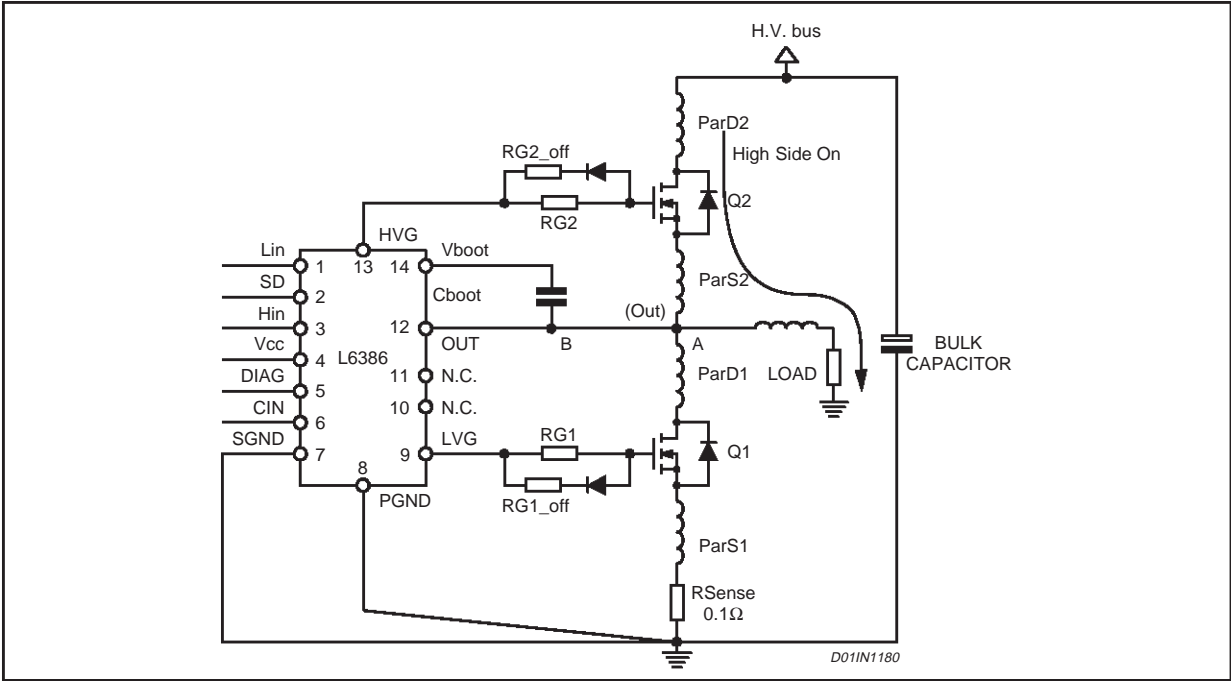 H.V. bus
ParD2
RG2_off
High Side On
Q2
RG2
HVG
Lin
Vboot
1
13
14
SD
ParS2
2
Cboot
Hin
(Out)
3
12
Vcc
OUT
B
A
BULK
4
L6386
CAPACITOR
11
N.C.
ParD1
LOAD
DIAG
5
10
N.C.
CIN
6
RG1
SGND
LVG
7
8
9
Q1
PGND
RG1_off
ParS1
RSense
0.1Ω
D01IN1180